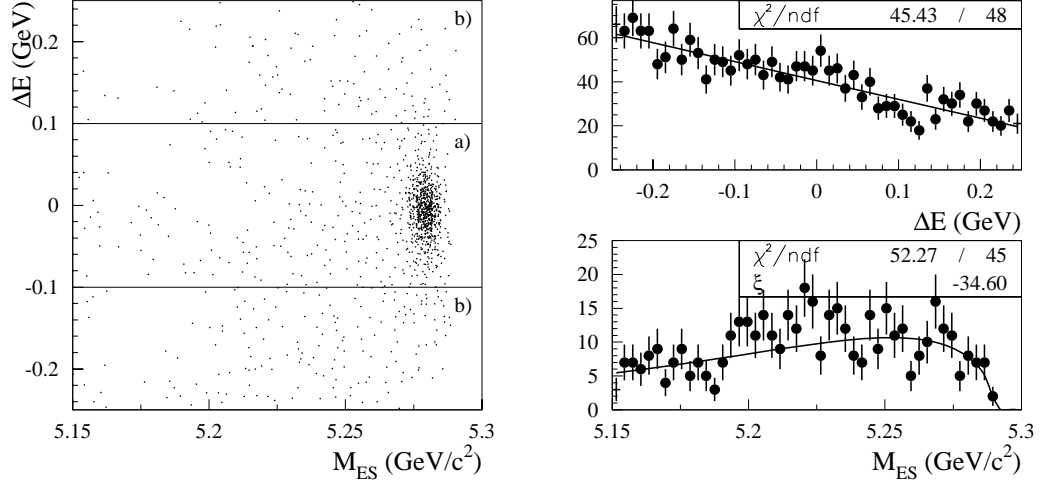 ΔE (GeV)
0.2
0.1
0
-0.1
-0.2
b)
a)
b)
5.15
5.2
5.25
5.3
M_ES (GeV/c²)
χ²/ndf 45.43 / 48
60
40
20
0
-0.2
-0.1
0
0.1
0.2
ΔE (GeV)
χ²/ndf 52.27 / 45
ξ -34.60
25
20
15
10
5
0
5.15
5.2
5.25
5.3
M_ES (GeV/c²)